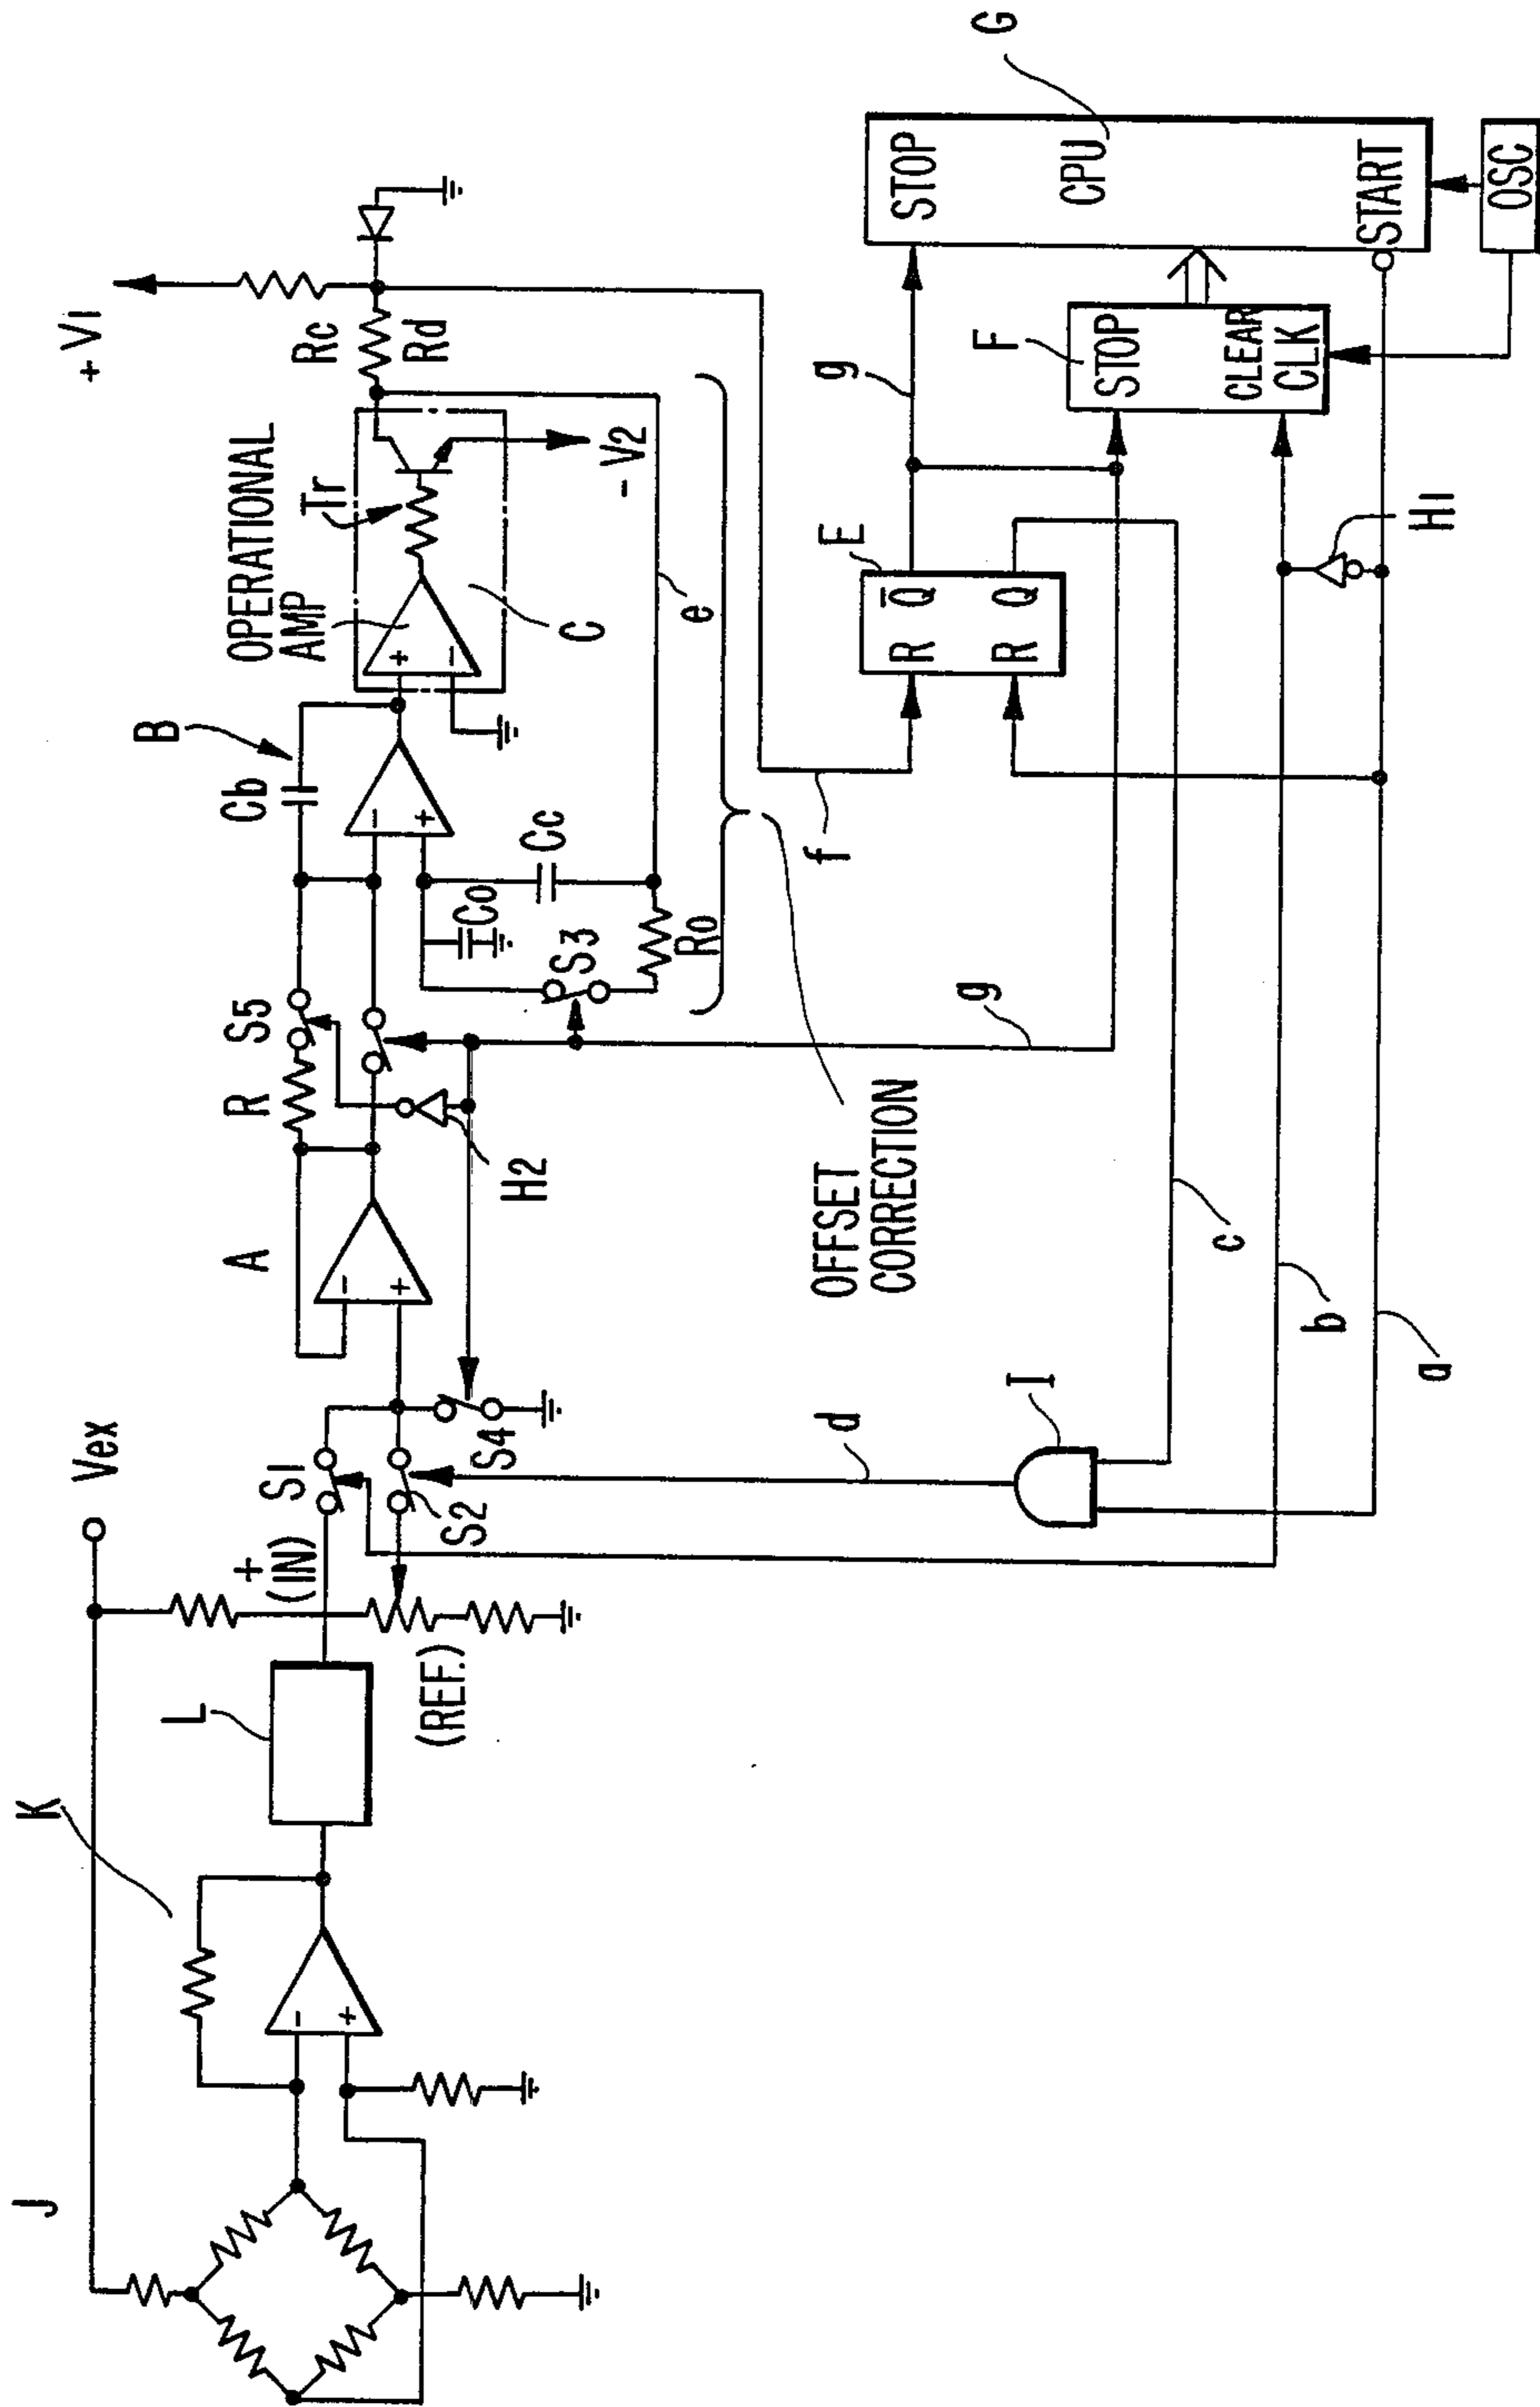 J
K
L
Vex
+
(IN)
(REF.)
S1
S2
S4
A
-
+
R
S5
H2
B
Cb
-
+
Co
Cc
S3
Ro
OPERATIONAL
AMP
+
-
Tr
C
-V2
e
+V1
Rc
Rd
OFFSET
CORRECTION
-
+
f
g
g
E
R
Q̅
R
Q
F
STOP
CLEAR
CLK
STOP
CPU
START
G
OSC
H1
I
d
c
b
a